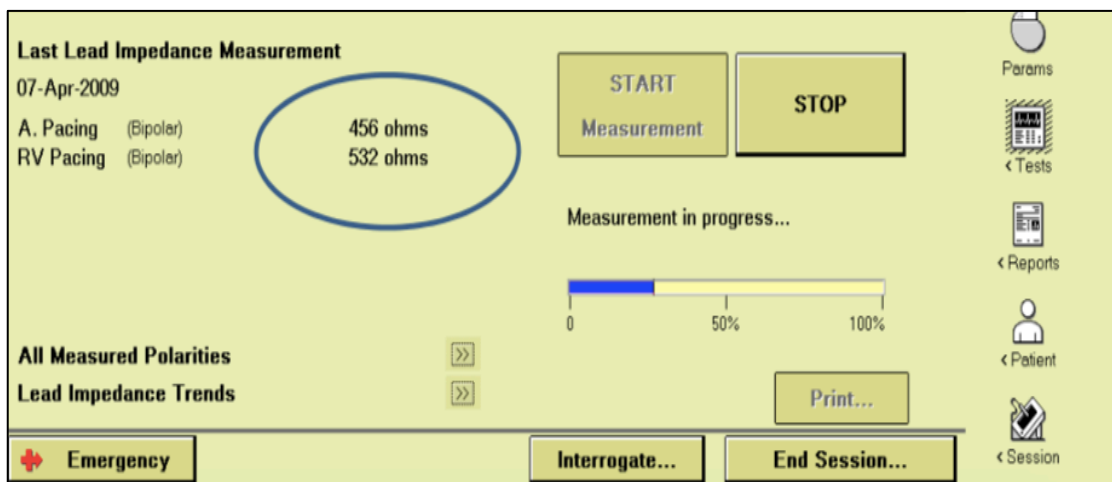 Last Lead Impedance Measurement
07-Apr-2009
A. Pacing (Bipolar) 456 ohms
RV Pacing (Bipolar) 532 ohms
START
Measurement
STOP
Measurement in progress...
0 50% 100%
All Measured Polarities >>
Lead Impedance Trends >>
Print...
Emergency
Interrogate...
End Session...
Params
< Tests
< Reports
< Patient
< Session